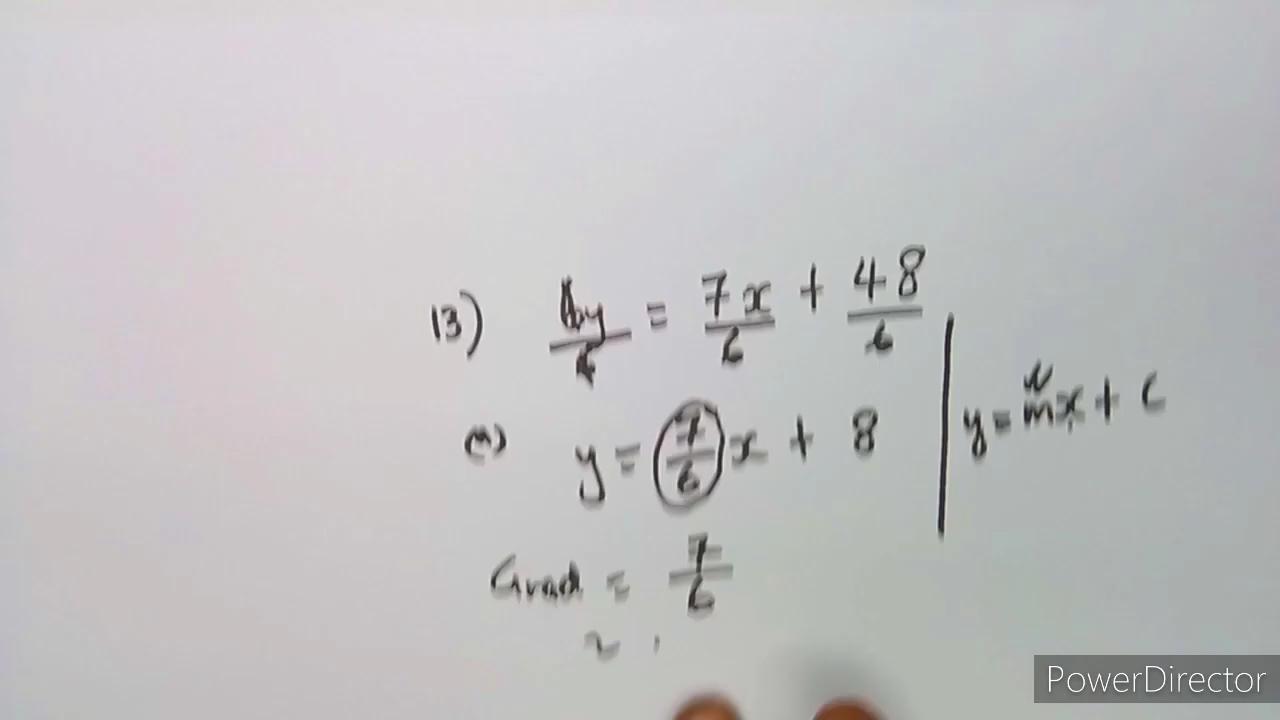 13) 6y/6 = 7x/6 + 48/6
(a) y = 7/6 x + 8
y = mx + c
Grad = 7/6
PowerDirector